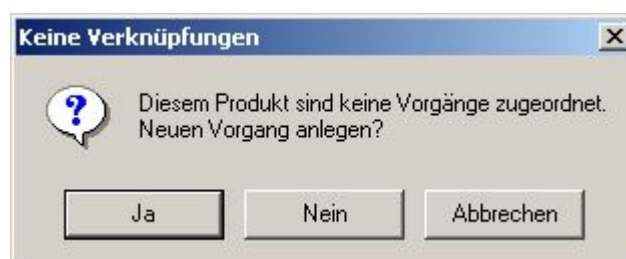 Keine Verknüpfungen
Diesem Produkt sind keine Vorgänge zugeordnet.
Neuen Vorgang anlegen?
Ja
Nein
Abbrechen